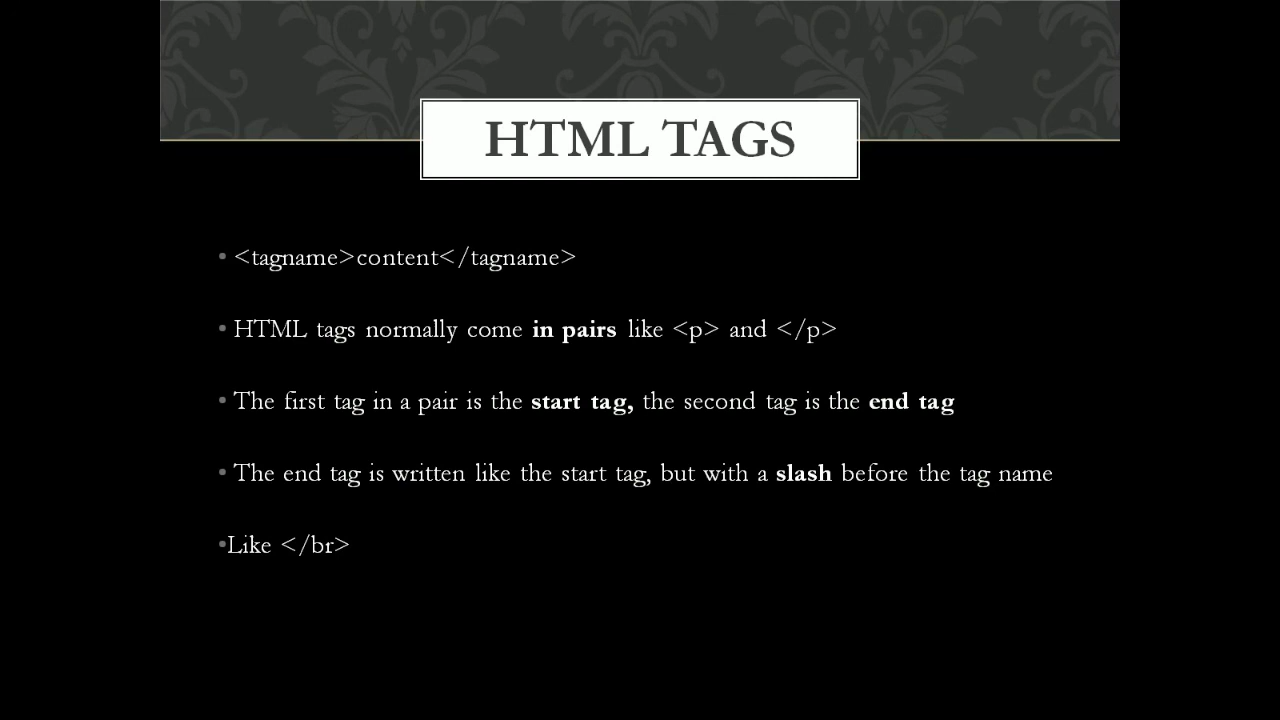 HTML TAGS
• <tagname>content</tagname>
• HTML tags normally come in pairs like <p> and </p>
• The first tag in a pair is the start tag, the second tag is the end tag
• The end tag is written like the start tag, but with a slash before the tag name
•Like </br>